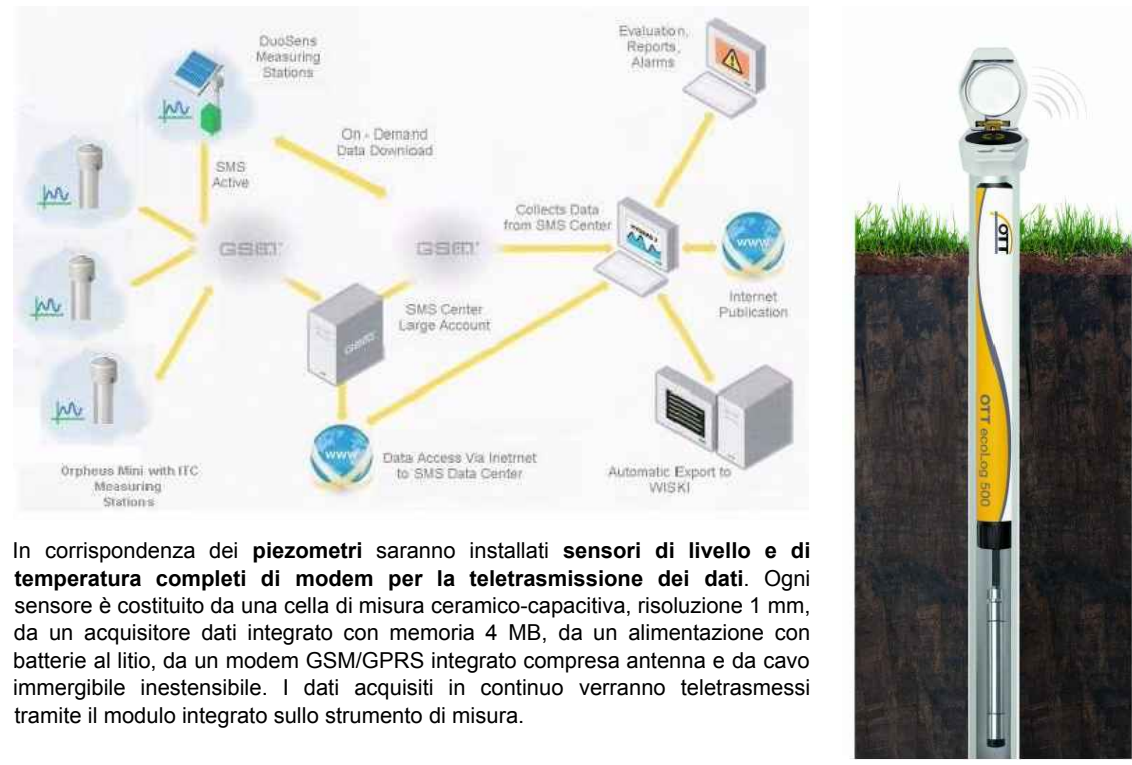 DuoSens
Measuring
Stations
Evaluation,
Reports,
Alarms
On - Demand
Data Download
SMS
Active
Collects Data
from SMS Center
HYDRAS 3
GSM
GSM
www
Internet
Publication
SMS Center
Large Account
GSM
www
Data Access Via Inetrnet
to SMS Data Center
Automatic Export to
WISKI
Orpheus Mini with ITC
Measuring
Stations
OTT
OTT ecoLog 500
In corrispondenza dei piezometri saranno installati sensori di livello e di
temperatura completi di modem per la teletrasmissione dei dati. Ogni
sensore è costituito da una cella di misura ceramico-capacitiva, risoluzione 1 mm,
da un acquisitore dati integrato con memoria 4 MB, da un alimentazione con
batterie al litio, da un modem GSM/GPRS integrato compresa antenna e da cavo
immergibile inestensibile. I dati acquisiti in continuo verranno teletrasmessi
tramite il modulo integrato sullo strumento di misura.